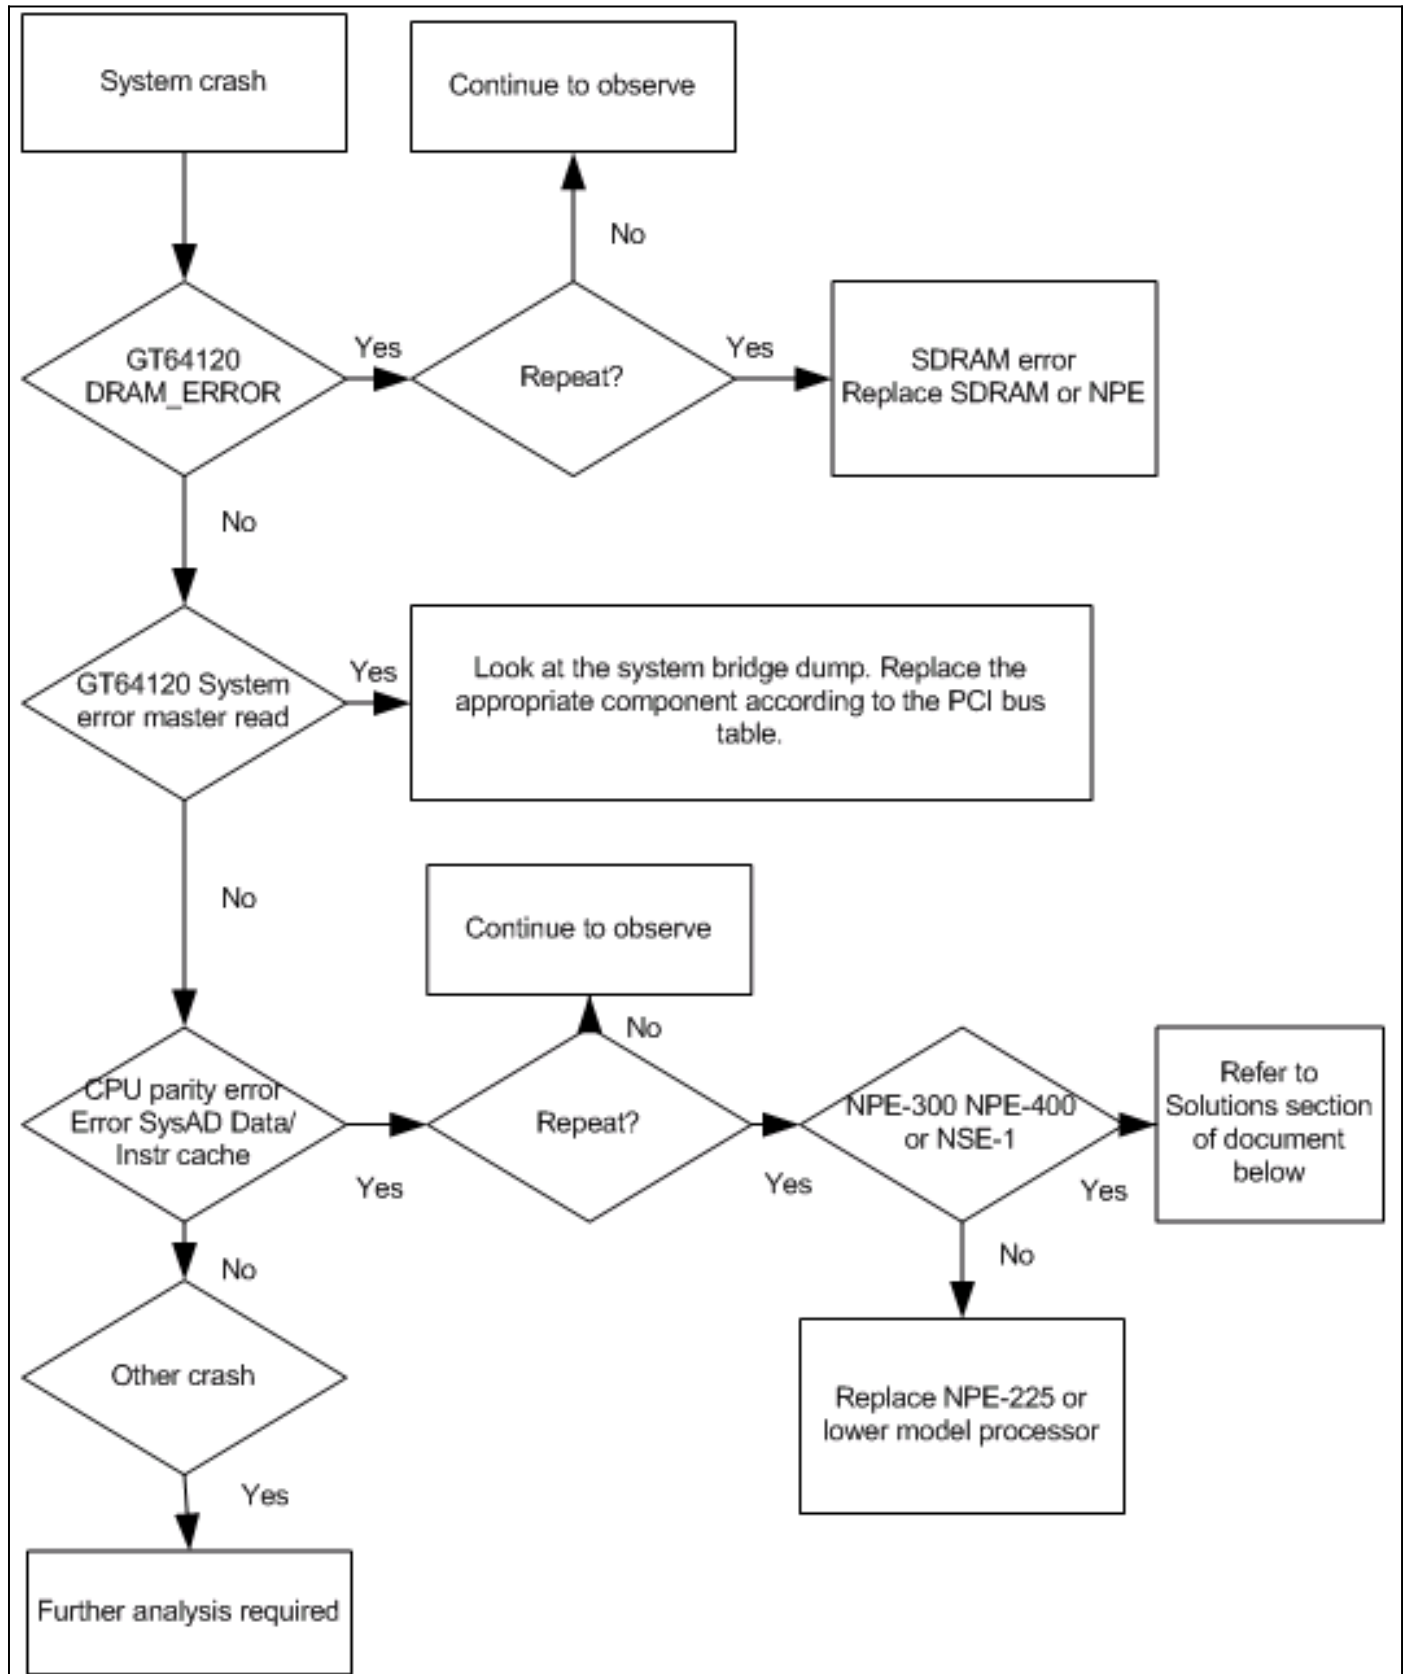 System crash
Continue to observe
No
GT64120
DRAM_ERROR
Yes
Repeat?
Yes
SDRAM error
Replace SDRAM or NPE
No
GT64120 System
error master read
Yes
Look at the system bridge dump. Replace the
appropriate component according to the PCI bus
table.
No
Continue to observe
No
CPU parity error
Error SysAD Data/
Instr cache
Yes
Repeat?
Yes
NPE-300 NPE-400
or NSE-1
Yes
Refer to
Solutions section
of document
below
No
Replace NPE-225 or
lower model processor
No
Other crash
Yes
Further analysis required